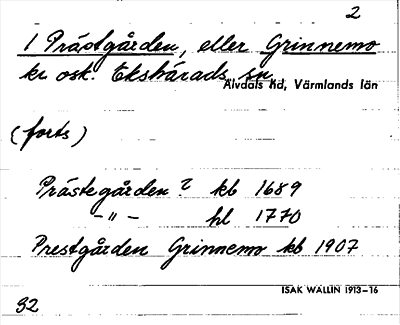 2
1 Prästgården, eller Grinnemo
kr osk. Ekshärads sn
Älvdals hd, Värmlands län
(forts)
Prästegården ? kb 1689
-"- hl 1770
Prestgården Grinnemo kb 1907
ISAK WALLIN 1913-16
32